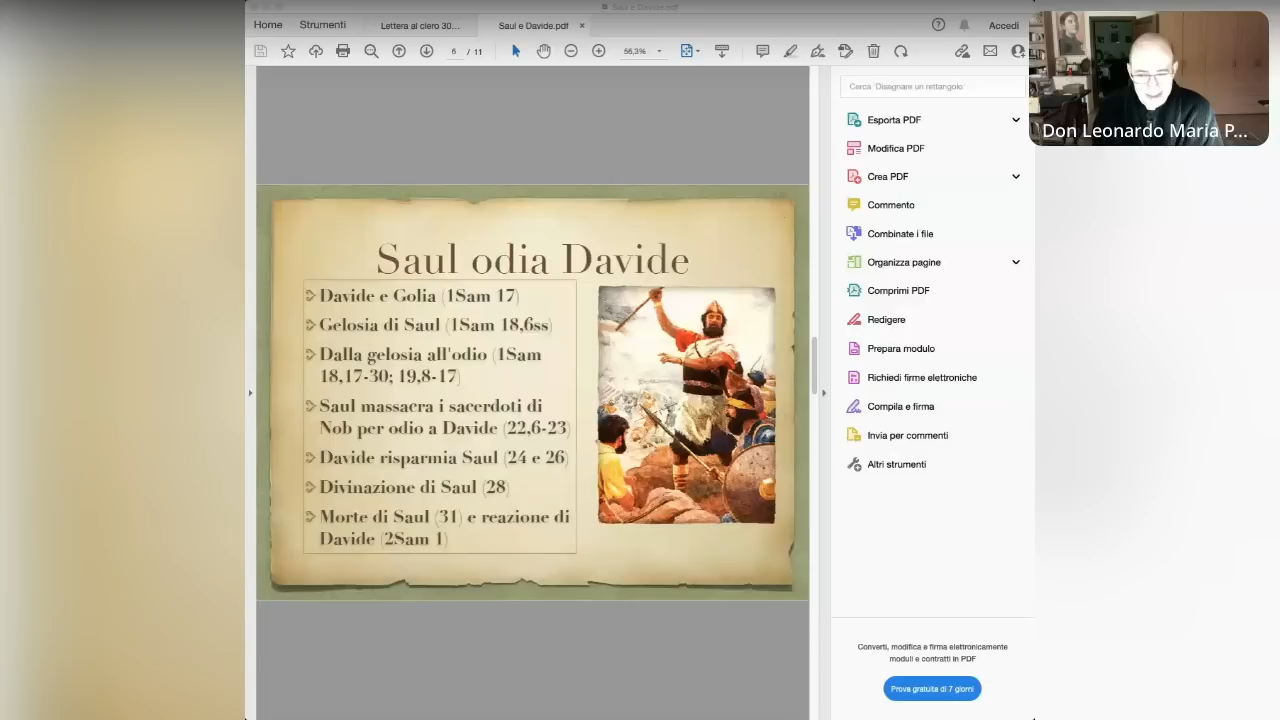 Saul e Davide.pdf
Home Strumenti Lettera al clero 30... Saul e Davide.pdf × Accedi
6 / 11 56,3%
Don Leonardo Maria P...
Cerca 'Disegnare un rettangolo'
Esporta PDF
Modifica PDF
Crea PDF
Commento
Combinate i file
Organizza pagine
Comprimi PDF
Redigere
Prepara modulo
Richiedi firme elettroniche
Compila e firma
Invia per commenti
Altri strumenti
Converti, modifica e firma elettronicamente
moduli e contratti in PDF
Prova gratuita di 7 giorni
Saul odia Davide
Davide e Golia (1Sam 17)
Gelosia di Saul (1Sam 18,6ss)
Dalla gelosia all'odio (1Sam
18,17-30; 19,8-17)
Saul massacra i sacerdoti di
Nob per odio a Davide (22,6-23)
Davide risparmia Saul (24 e 26)
Divinazione di Saul (28)
Morte di Saul (31) e reazione di
Davide (2Sam 1)